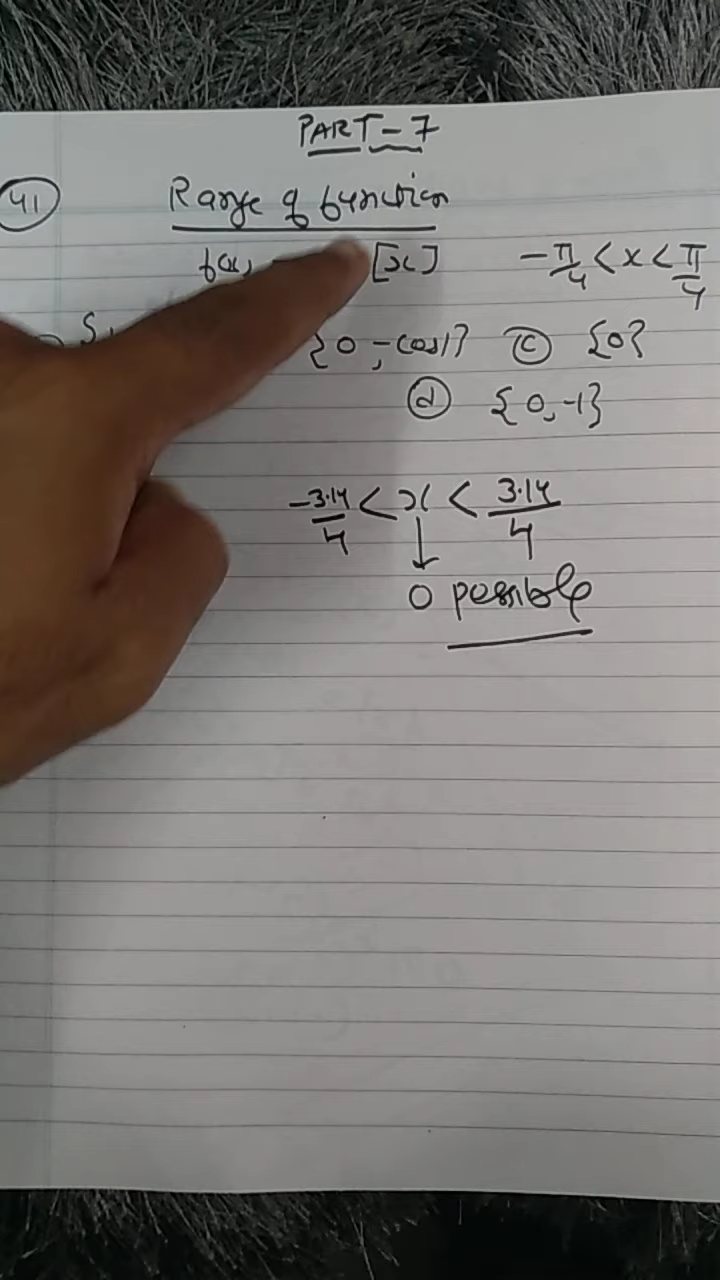 PART-7
41 Range of function
f(x) [x] -π/4 < x < π/4
{0, -cos1} (c) {0}
(d) {0, -1}
-3.14/4 < x < 3.14/4
↓
0 possible